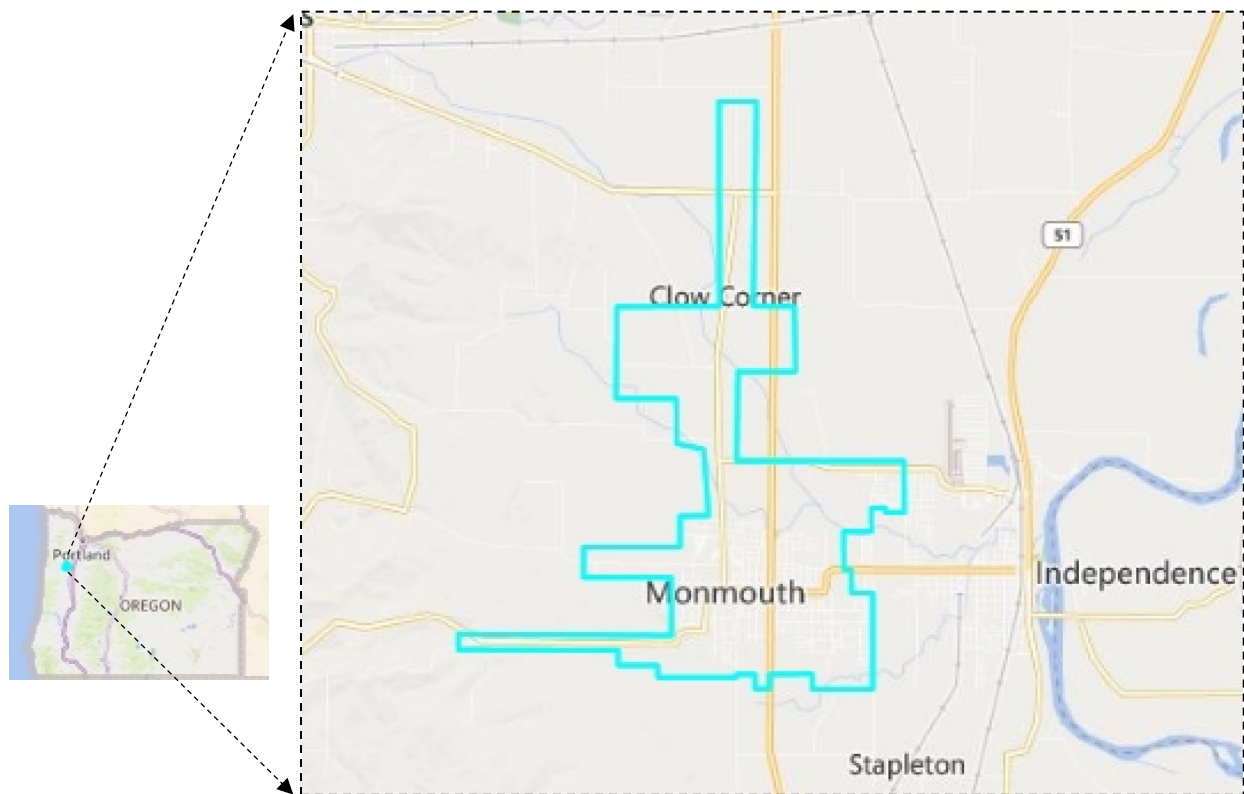 S
51
Clow Corner
Portland
OREGON
Monmouth
Independence
Stapleton